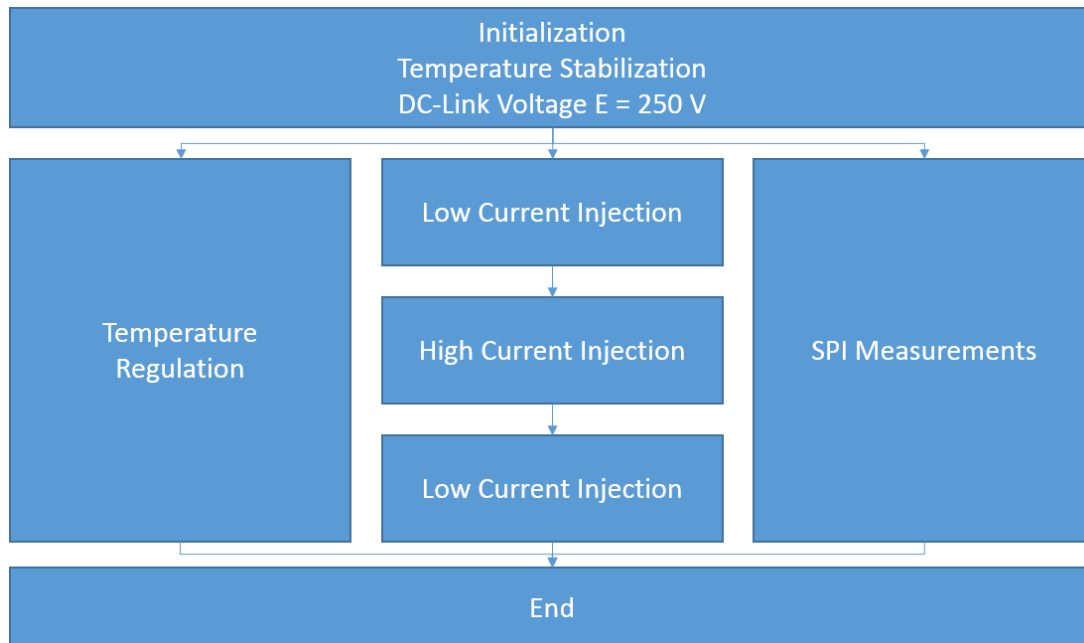 Initialization
Temperature Stabilization
DC-Link Voltage E = 250 V
Temperature
Regulation
Low Current Injection
High Current Injection
Low Current Injection
SPI Measurements
End